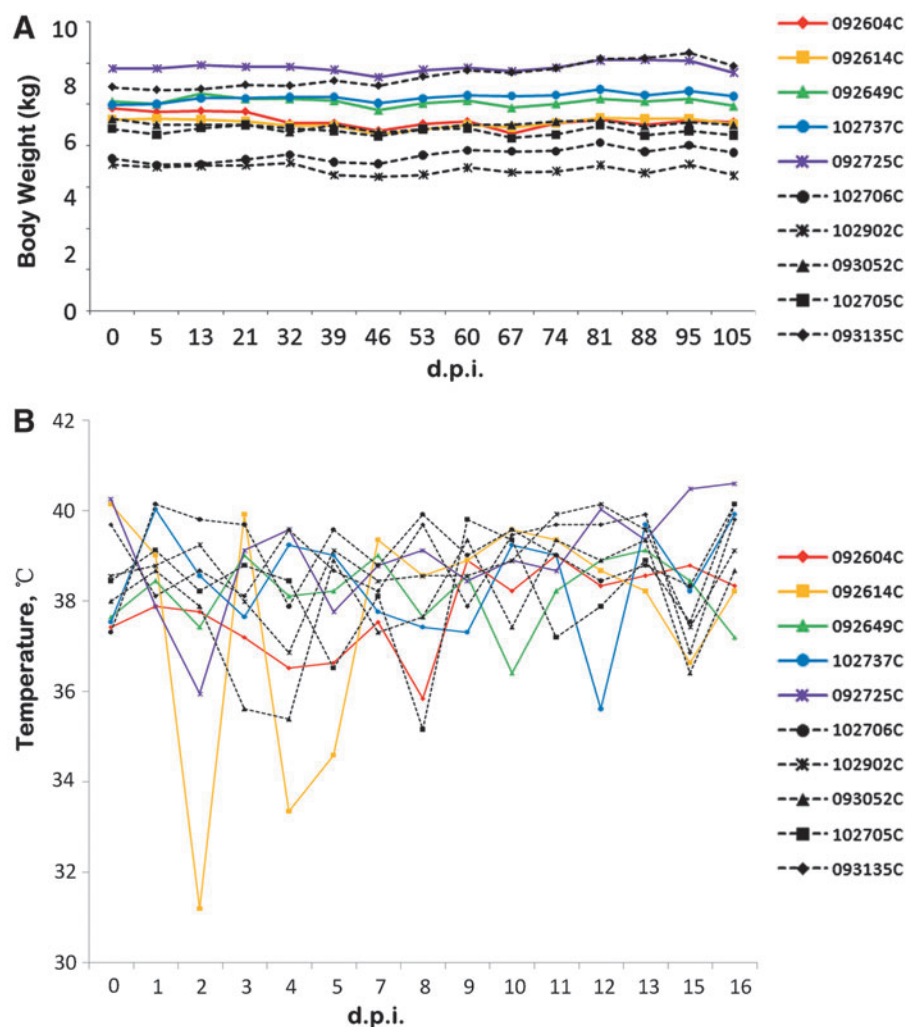 A
Body Weight (kg)
10
8
6
4
2
0
0 5 13 21 32 39 46 53 60 67 74 81 88 95 105
d.p.i.
092604C
092614C
092649C
102737C
092725C
102706C
102902C
093052C
102705C
093135C
B
Temperature, ℃
42
40
38
36
34
32
30
0 1 2 3 4 5 7 8 9 10 11 12 13 15 16
d.p.i.
092604C
092614C
092649C
102737C
092725C
102706C
102902C
093052C
102705C
093135C